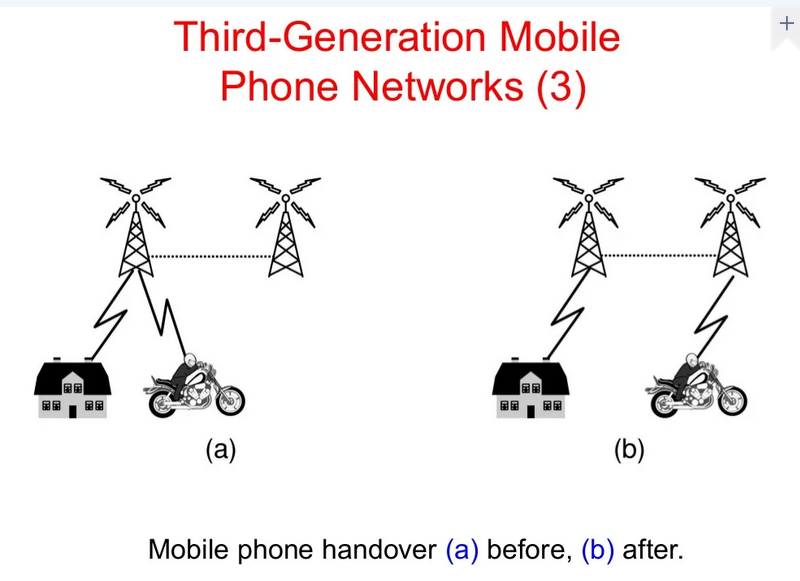 Third-Generation Mobile
Phone Networks (3)
(a)
(b)
Mobile phone handover (a) before, (b) after.